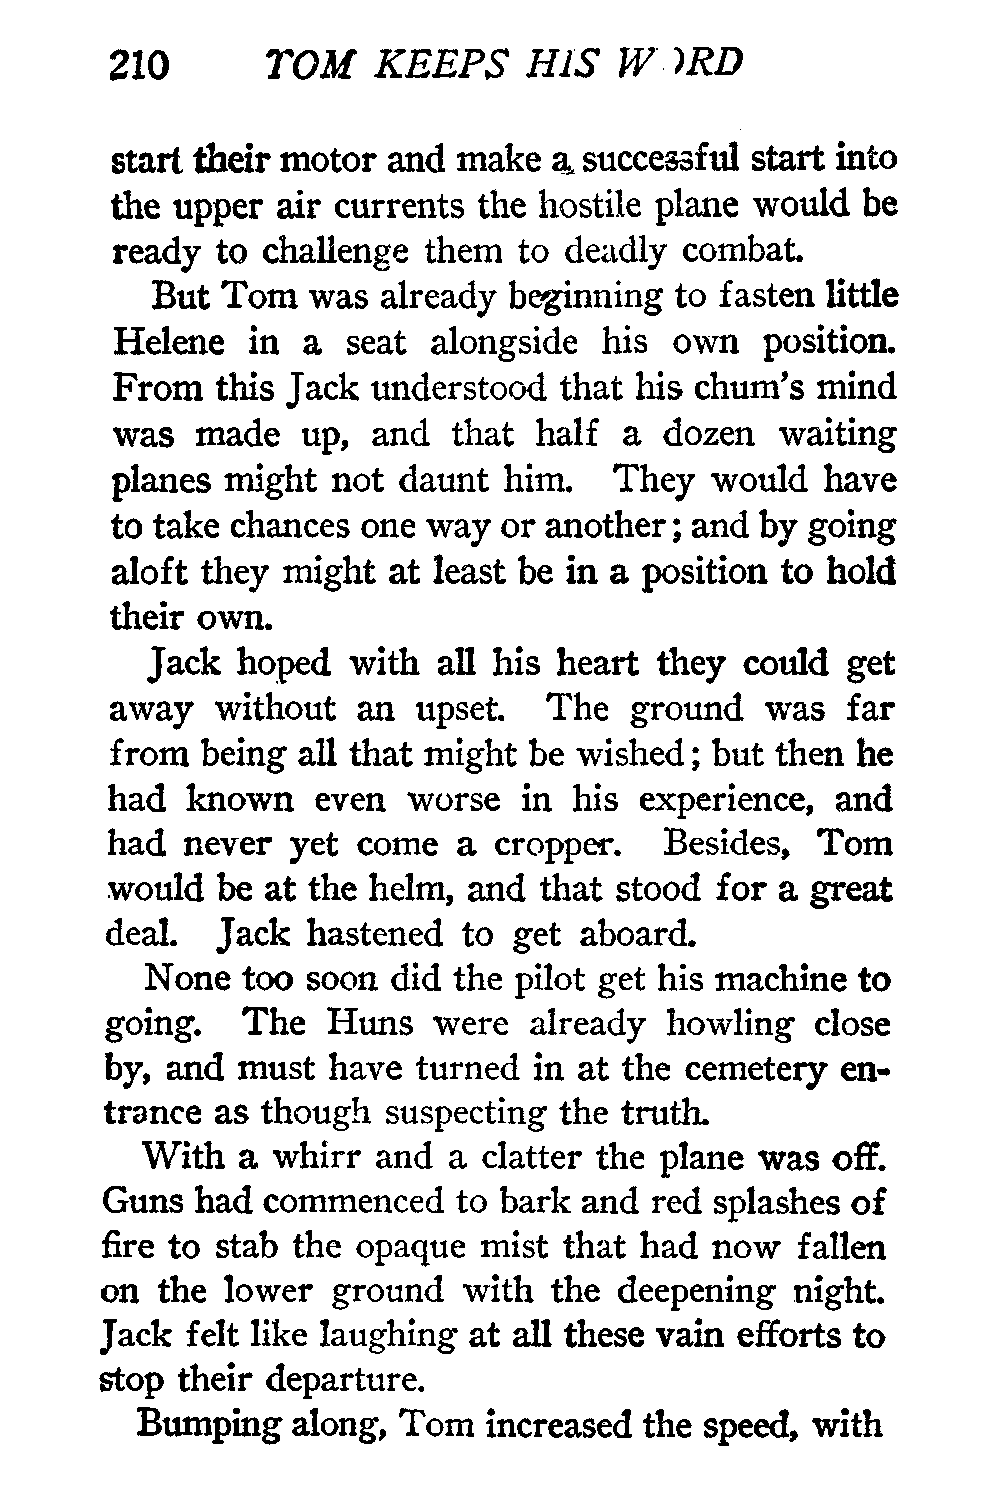 210 TOM KEEPS HIS WORD
start their motor and make a successful start into
the upper air currents the hostile plane would be
ready to challenge them to deadly combat.
But Tom was already beginning to fasten little
Helene in a seat alongside his own position.
From this Jack understood that his chum's mind
was made up, and that half a dozen waiting
planes might not daunt him. They would have
to take chances one way or another; and by going
aloft they might at least be in a position to hold
their own.
Jack hoped with all his heart they could get
away without an upset. The ground was far
from being all that might be wished; but then he
had known even worse in his experience, and
had never yet come a cropper. Besides, Tom
would be at the helm, and that stood for a great
deal. Jack hastened to get aboard.
None too soon did the pilot get his machine to
going. The Huns were already howling close
by, and must have turned in at the cemetery en-
trance as though suspecting the truth.
With a whirr and a clatter the plane was off.
Guns had commenced to bark and red splashes of
fire to stab the opaque mist that had now fallen
on the lower ground with the deepening night.
Jack felt like laughing at all these vain efforts to
stop their departure.
Bumping along, Tom increased the speed, with